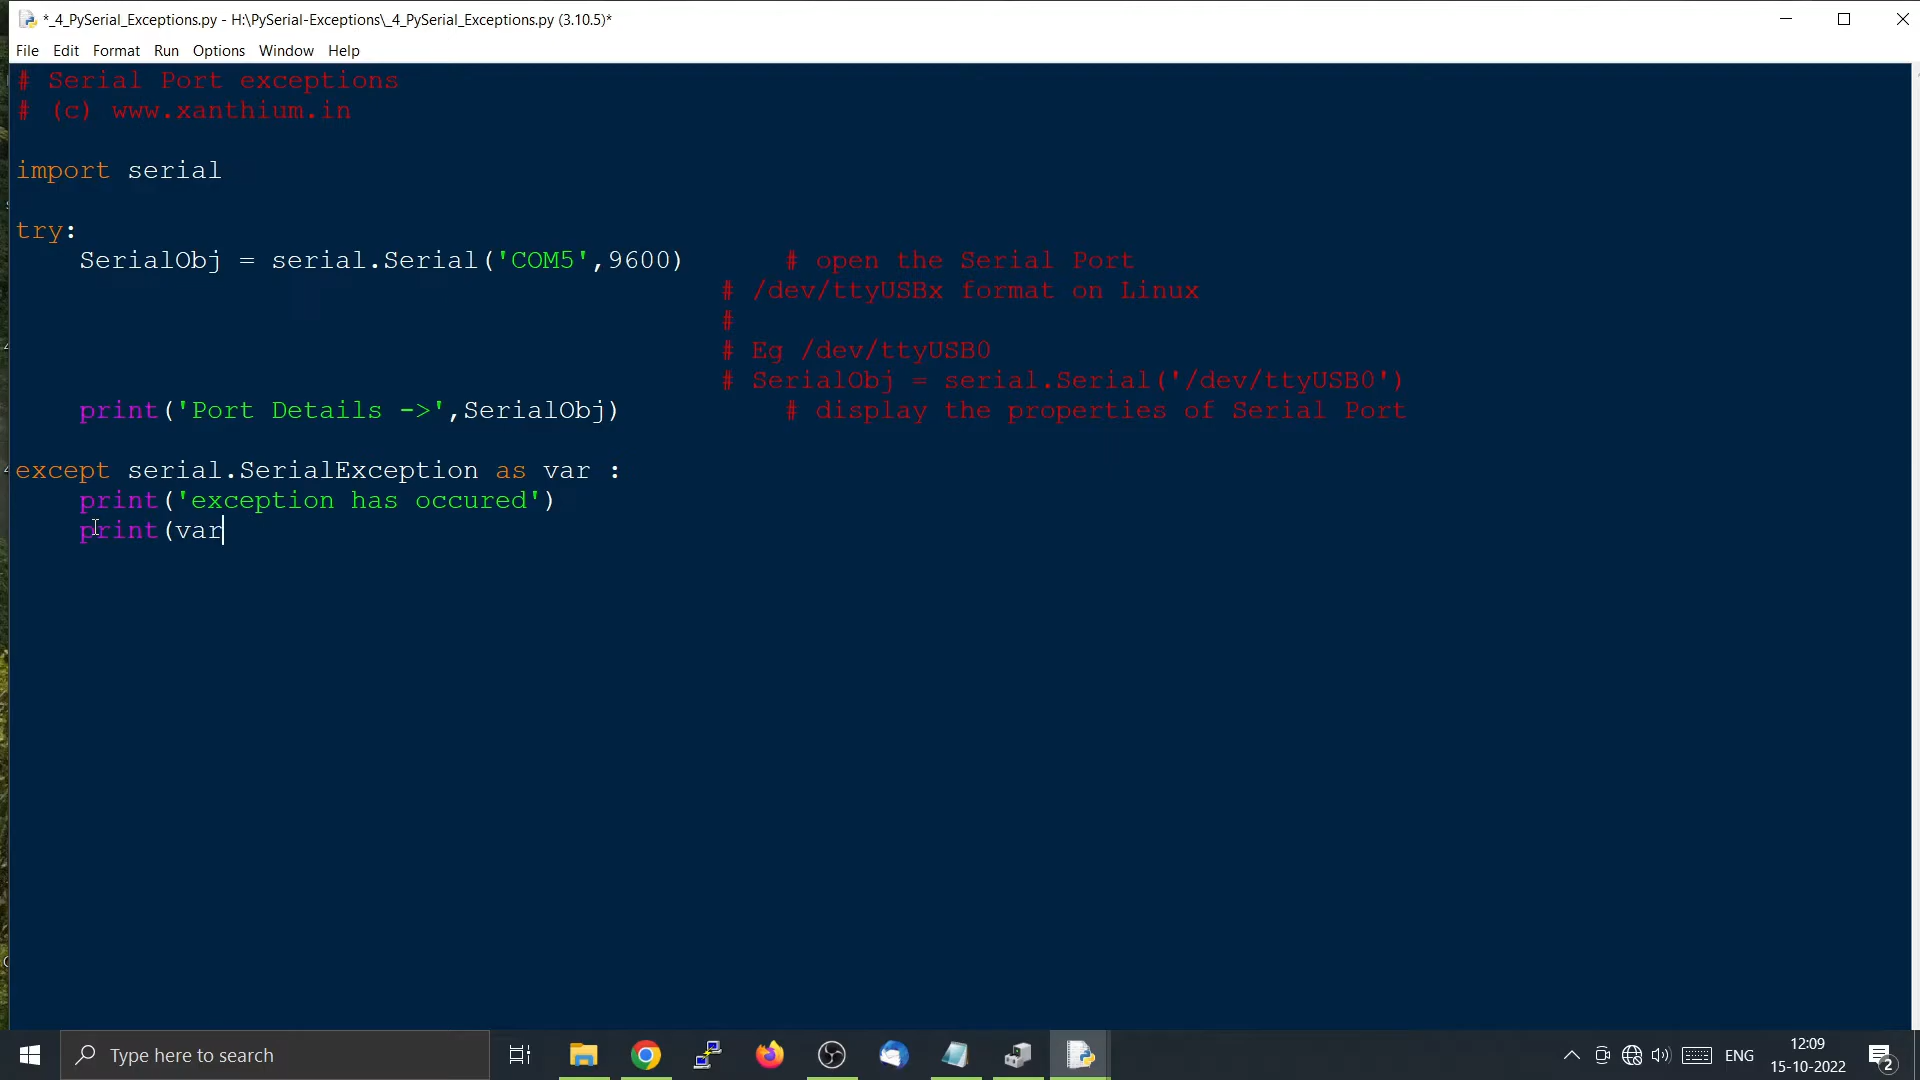 *_4_PySerial_Exceptions.py - H:\PySerial-Exceptions\_4_PySerial_Exceptions.py (3.10.5)*
File Edit Format Run Options Window Help
# Serial Port exceptions
# (c) www.xanthium.in
import serial
try:
SerialObj = serial.Serial('COM5',9600) # open the Serial Port
# /dev/ttyUSBx format on Linux
#
# Eg /dev/ttyUSB0
# SerialObj = serial.Serial('/dev/ttyUSB0')
print('Port Details ->',SerialObj) # display the properties of Serial Port
except serial.SerialException as var :
print('exception has occured')
print(var
Type here to search
ENG
12:09
15-10-2022
2